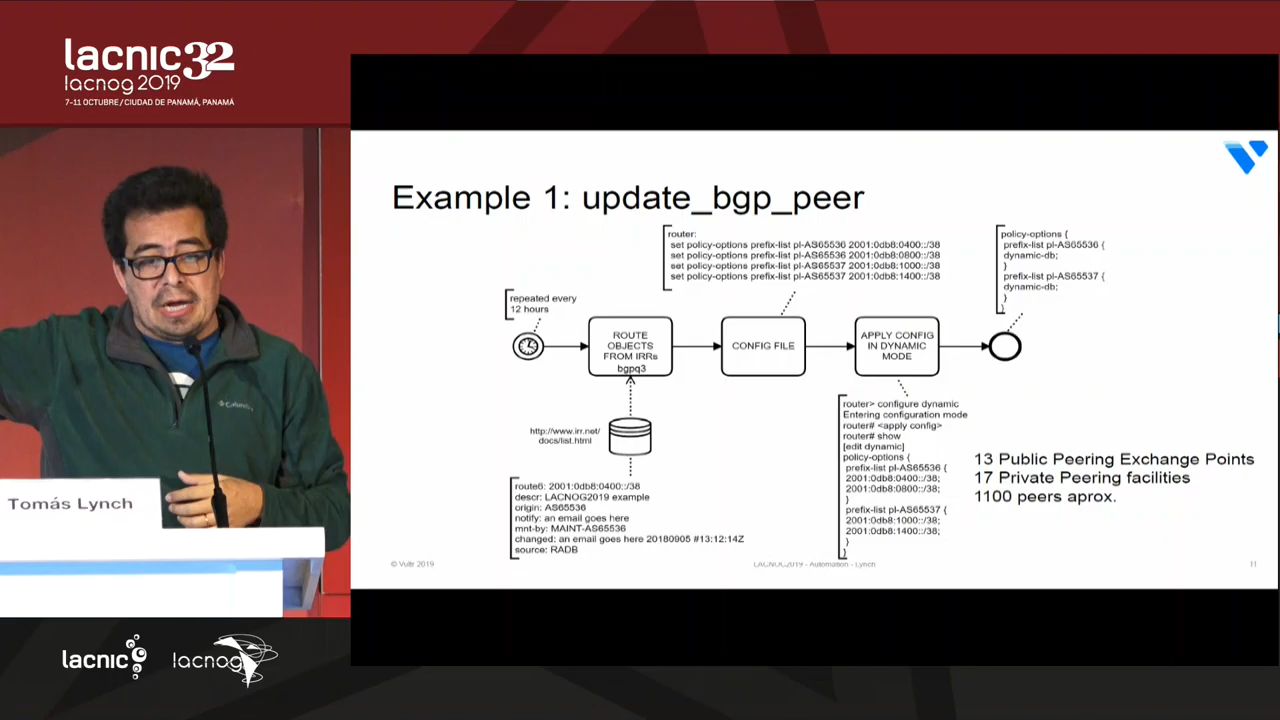 lacnic32
lacnog 2019
7-11 OCTUBRE / CIUDAD DE PANAMÁ, PANAMÁ
Example 1: update_bgp_peer
router:
set policy-options prefix-list pl-AS65536 2001:0db8:0400::/38
set policy-options prefix-list pl-AS65536 2001:0db8:0800::/38
set policy-options prefix-list pl-AS65537 2001:0db8:1000::/38
set policy-options prefix-list pl-AS65537 2001:0db8:1400::/38
policy-options {
prefix-list pl-AS65536 {
dynamic-db;
}
prefix-list pl-AS65537 {
dynamic-db;
}
}
repeated every
12 hours
ROUTE
OBJECTS
FROM IRRs
bgpq3
CONFIG FILE
APPLY CONFIG
IN DYNAMIC
MODE
http://www.irr.net/
docs/list.html
route6: 2001:0db8:0400::/38
descr: LACNOG2019 example
origin: AS65536
notify: an email goes here
mnt-by: MAINT-AS65536
changed: an email goes here 20180905 #13:12:14Z
source: RADB
router> configure dynamic
Entering configuration mode
router# <apply config>
router# show
[edit dynamic]
policy-options {
prefix-list pl-AS65536 {
2001:0db8:0400::/38;
2001:0db8:0800::/38;
}
prefix-list pl-AS65537 {
2001:0db8:1000::/38;
2001:0db8:1400::/38;
}
}
13 Public Peering Exchange Points
17 Private Peering facilities
1100 peers aprox.
© Vultr 2019
LACNOG2019 - Automation - Lynch
11
Columbia
Tomás Lynch
lacnic
lacnog